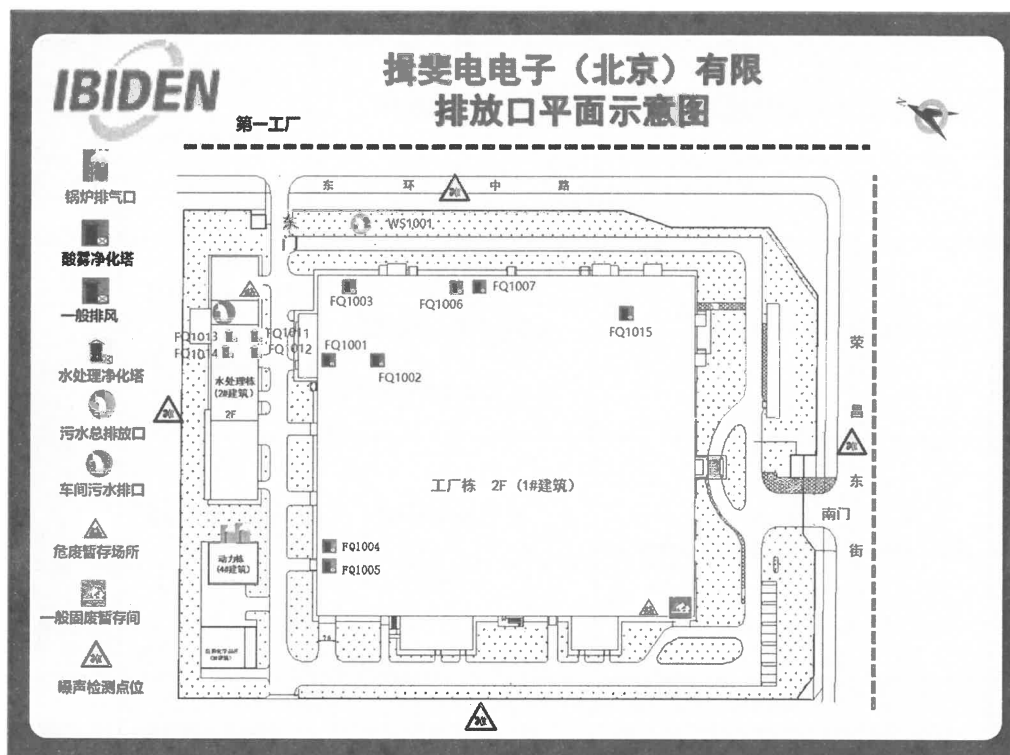 IBIDEN
揖斐电电子（北京）有限
排放口平面示意图
第一工厂
N
锅炉排气口
酸雾净化塔
一般排风
水处理净化塔
污水总排放口
车间污水排口
危废暂存场所
一般固废暂存间
噪声检测点位
东 环 中 路
东
门
WS1001
FQ1003
FQ1006
FQ1007
FQ1015
FQ1013
FQ1011
FQ1014
FQ1012
FQ1001
FQ1002
水处理栋
(2#建筑)
2F
工厂栋 2F (1#建筑)
荣
昌
东
街
南门
FQ1004
FQ1005
动力栋
(4#建筑)